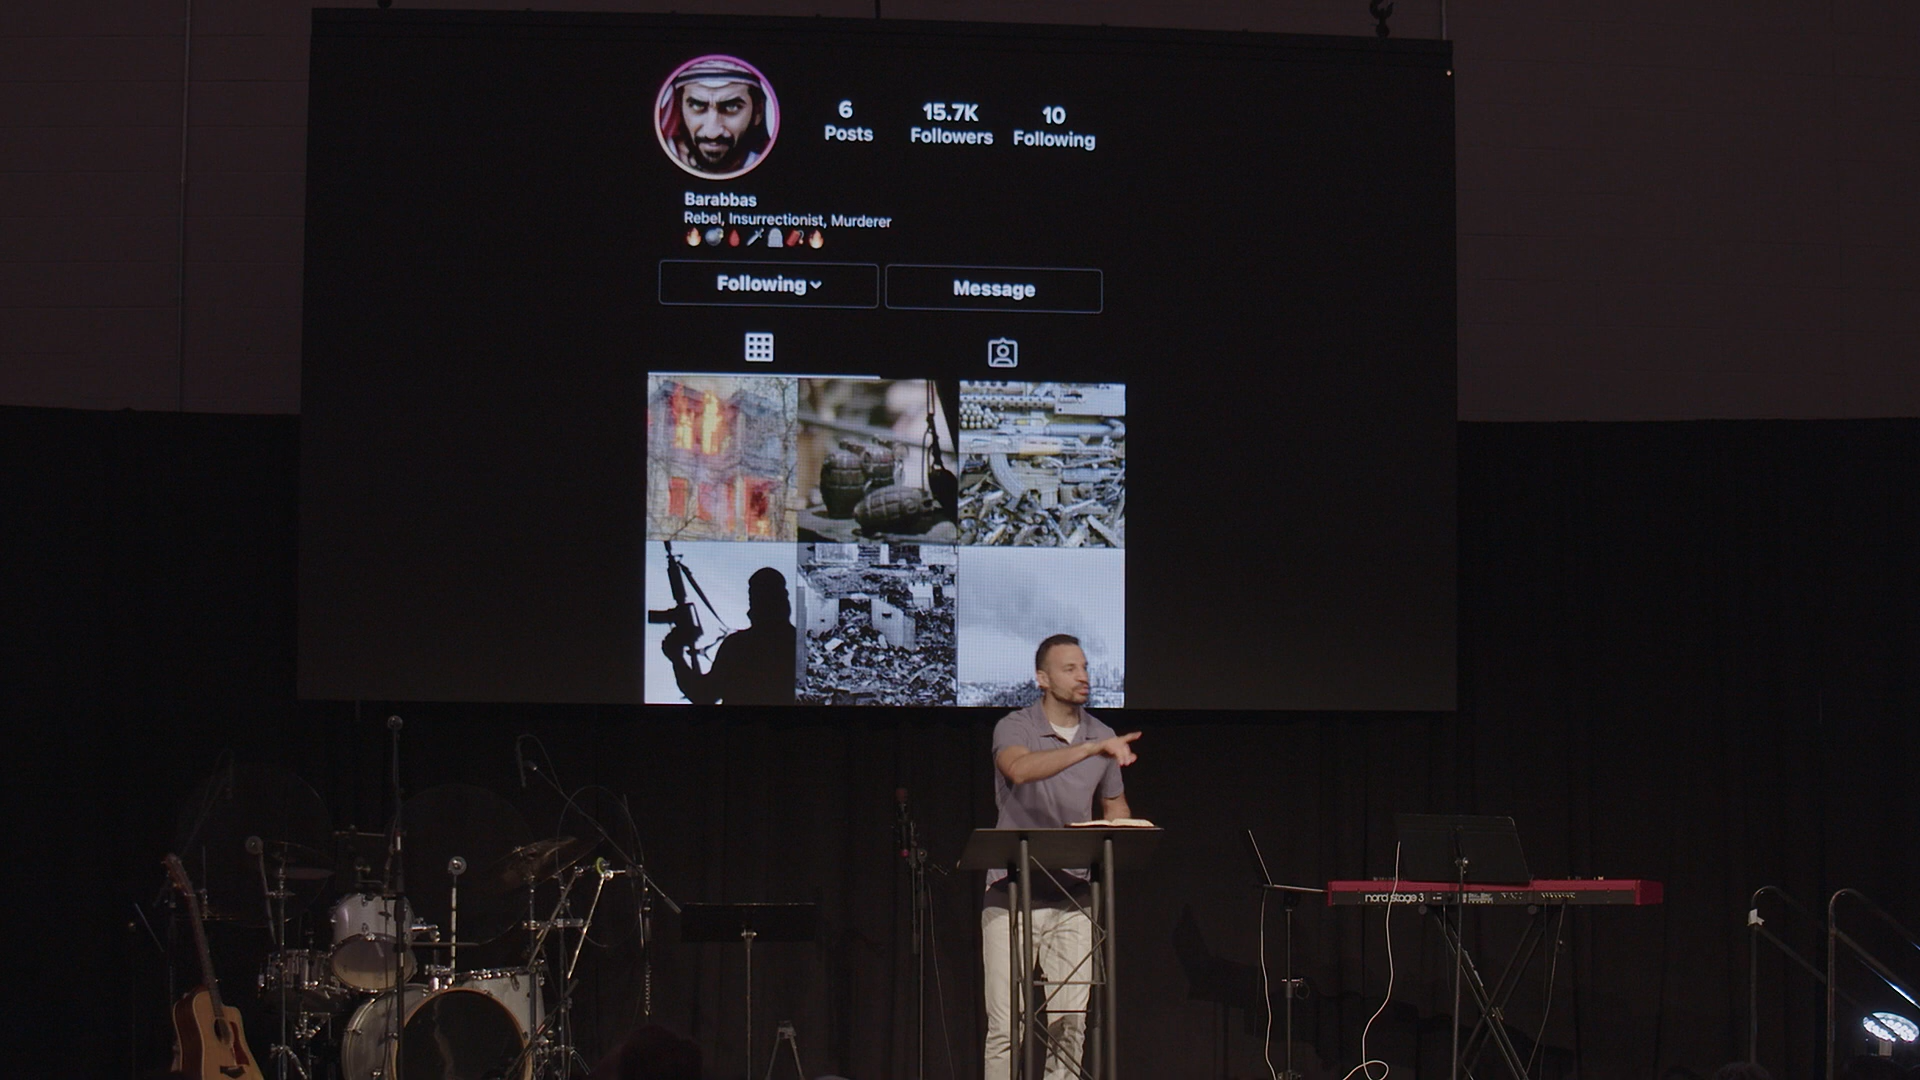 6 15.7K 10
Posts Followers Following
Barabbas
Rebel, Insurrectionist, Murderer
Following Message
nord stage 3